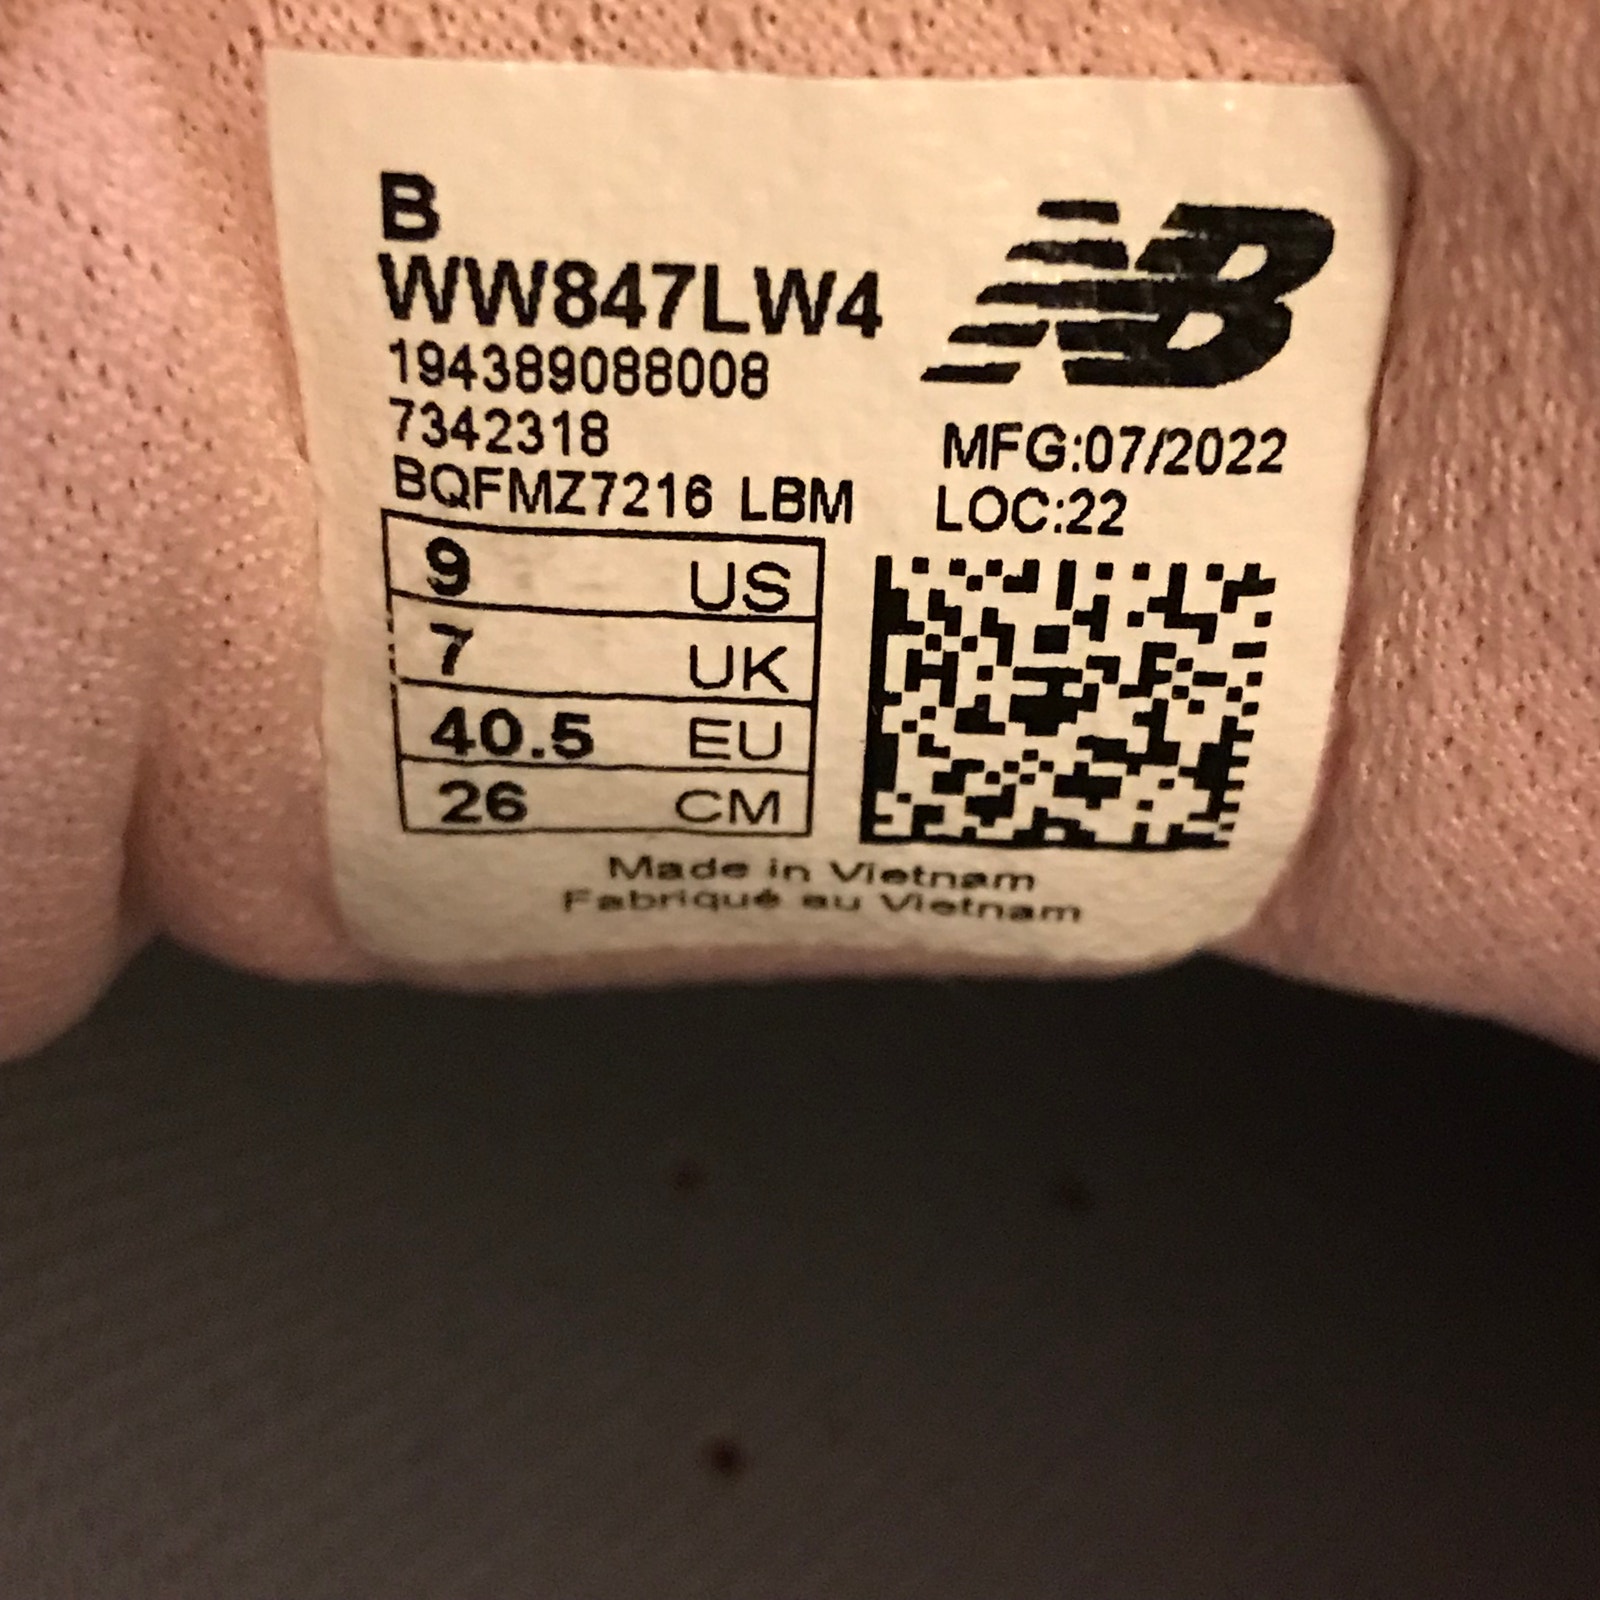 B
WW847LW4
194389088008
7342318
BQFMZ7216 LBM
NB
MFG:07/2022
LOC:22
9 US
7 UK
40.5 EU
26 CM
Made in Vietnam
Fabriqué au Vietnam